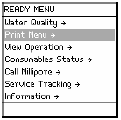 READY MENU
Water Quality →
Print Menu →
View Operation →
Consumables Status →
Call Millipore →
Service Tracking →
Information →